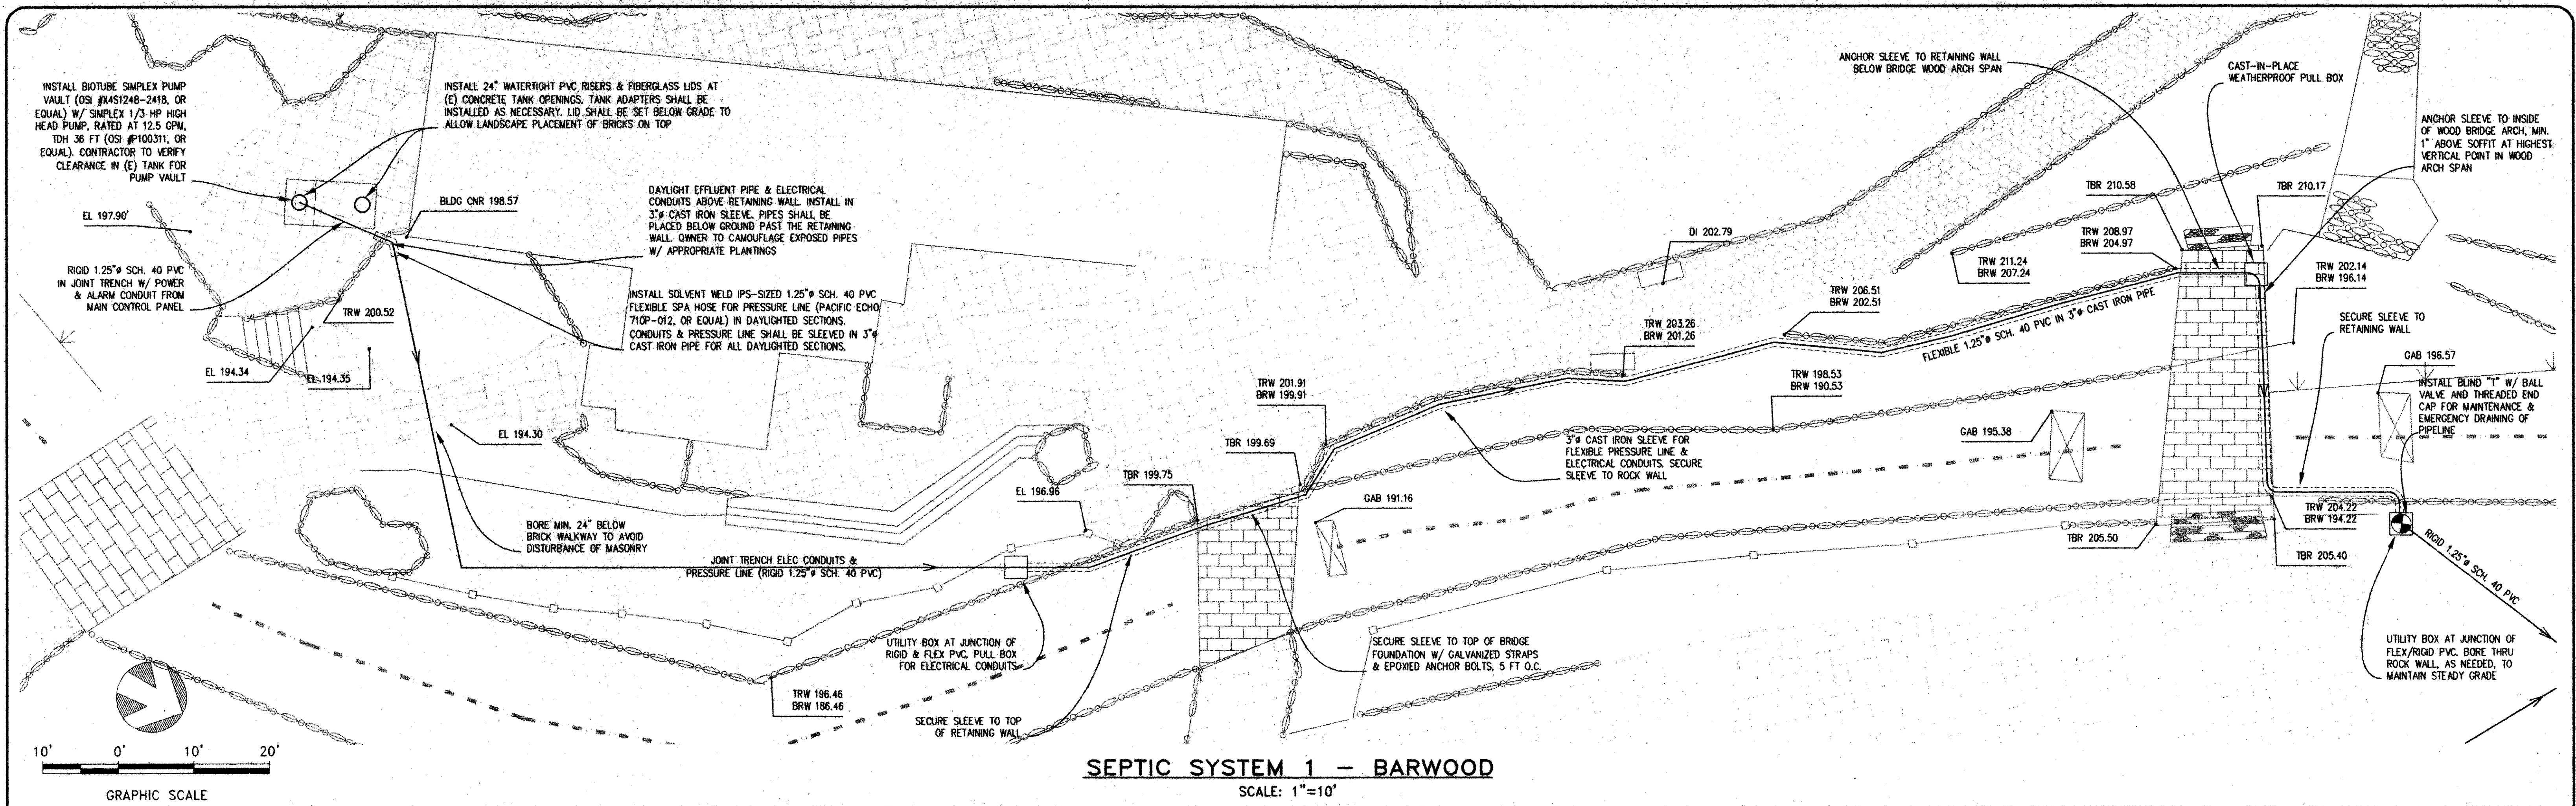 INSTALL BIOTUBE SIMPLEX PUMP
VAULT (OSI #X4S1248-2418, OR
EQUAL) W/ SIMPLEX 1/3 HP HIGH
HEAD PUMP, RATED AT 12.5 GPM,
TDH 36 FT (OSI #P100311, OR
EQUAL). CONTRACTOR TO VERIFY
CLEARANCE IN (E) TANK FOR
PUMP VAULT
INSTALL 24" WATERTIGHT PVC RISERS & FIBERGLASS LIDS AT
(E) CONCRETE TANK OPENINGS. TANK ADAPTERS SHALL BE
INSTALLED AS NECESSARY. LID SHALL BE SET BELOW GRADE TO
ALLOW LANDSCAPE PLACEMENT OF BRICKS ON TOP
EL 197.90'
BLDG CNR 198.57
DAYLIGHT EFFLUENT PIPE & ELECTRICAL
CONDUITS ABOVE RETAINING WALL. INSTALL IN
3"ø CAST IRON SLEEVE. PIPES SHALL BE
PLACED BELOW GROUND PAST THE RETAINING
WALL. OWNER TO CAMOUFLAGE EXPOSED PIPES
W/ APPROPRIATE PLANTINGS
RIGID 1.25"ø SCH. 40 PVC
IN JOINT TRENCH W/ POWER
& ALARM CONDUIT FROM
MAIN CONTROL PANEL
TRW 200.52
INSTALL SOLVENT WELD IPS-SIZED 1.25"ø SCH. 40 PVC
FLEXIBLE SPA HOSE FOR PRESSURE LINE (PACIFIC ECHO
710P-012, OR EQUAL) IN DAYLIGHTED SECTIONS.
CONDUITS & PRESSURE LINE SHALL BE SLEEVED IN 3"ø
CAST IRON PIPE FOR ALL DAYLIGHTED SECTIONS.
EL 194.34
EL 194.35
EL 194.30
BORE MIN. 24" BELOW
BRICK WALKWAY TO AVOID
DISTURBANCE OF MASONRY
JOINT TRENCH ELEC CONDUITS &
PRESSURE LINE (RIGID 1.25"ø SCH. 40 PVC)
EL 196.96
TBR 199.75
TBR 199.69
TRW 201.91
BRW 199.91
GAB 191.16
UTILITY BOX AT JUNCTION OF
RIGID & FLEX PVC. PULL BOX
FOR ELECTRICAL CONDUITS
TRW 196.46
BRW 186.46
SECURE SLEEVE TO TOP
OF RETAINING WALL
SECURE SLEEVE TO TOP OF BRIDGE
FOUNDATION W/ GALVANIZED STRAPS
& EPOXIED ANCHOR BOLTS, 5 FT O.C.
3"ø CAST IRON SLEEVE FOR
FLEXIBLE PRESSURE LINE &
ELECTRICAL CONDUITS. SECURE
SLEEVE TO ROCK WALL
DI 202.79
TRW 203.26
BRW 201.26
TRW 206.51
BRW 202.51
TRW 198.53
BRW 190.53
FLEXIBLE 1.25"ø SCH. 40 PVC IN 3"ø CAST IRON PIPE
GAB 195.38
ANCHOR SLEEVE TO RETAINING WALL
BELOW BRIDGE WOOD ARCH SPAN
CAST-IN-PLACE
WEATHERPROOF PULL BOX
ANCHOR SLEEVE TO INSIDE
OF WOOD BRIDGE ARCH, MIN.
1" ABOVE SOFFIT AT HIGHEST
VERTICAL POINT IN WOOD
ARCH SPAN
TBR 210.58
TBR 210.17
TRW 208.97
BRW 204.97
TRW 211.24
BRW 207.24
TRW 202.14
BRW 196.14
SECURE SLEEVE TO
RETAINING WALL
GAB 196.57
INSTALL BLIND "T" W/ BALL
VALVE AND THREADED END
CAP FOR MAINTENANCE &
EMERGENCY DRAINING OF
PIPELINE
TRW 204.22
BRW 194.22
TBR 205.50
TBR 205.40
RIGID 1.25"ø SCH. 40 PVC
UTILITY BOX AT JUNCTION OF
FLEX/RIGID PVC. BORE THRU
ROCK WALL, AS NEEDED, TO
MAINTAIN STEADY GRADE
10' 0' 10' 20'
GRAPHIC SCALE
SEPTIC SYSTEM 1 – BARWOOD
SCALE: 1"=10'